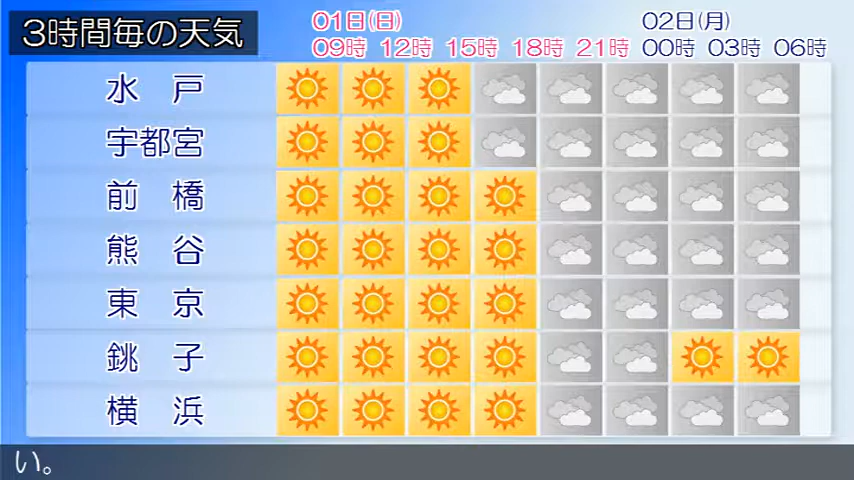 3時間毎の天気
01日(日) 02日(月)
09時 12時 15時 18時 21時 00時 03時 06時
水戸
宇都宮
前橋
熊谷
東京
銚子
横浜
い。